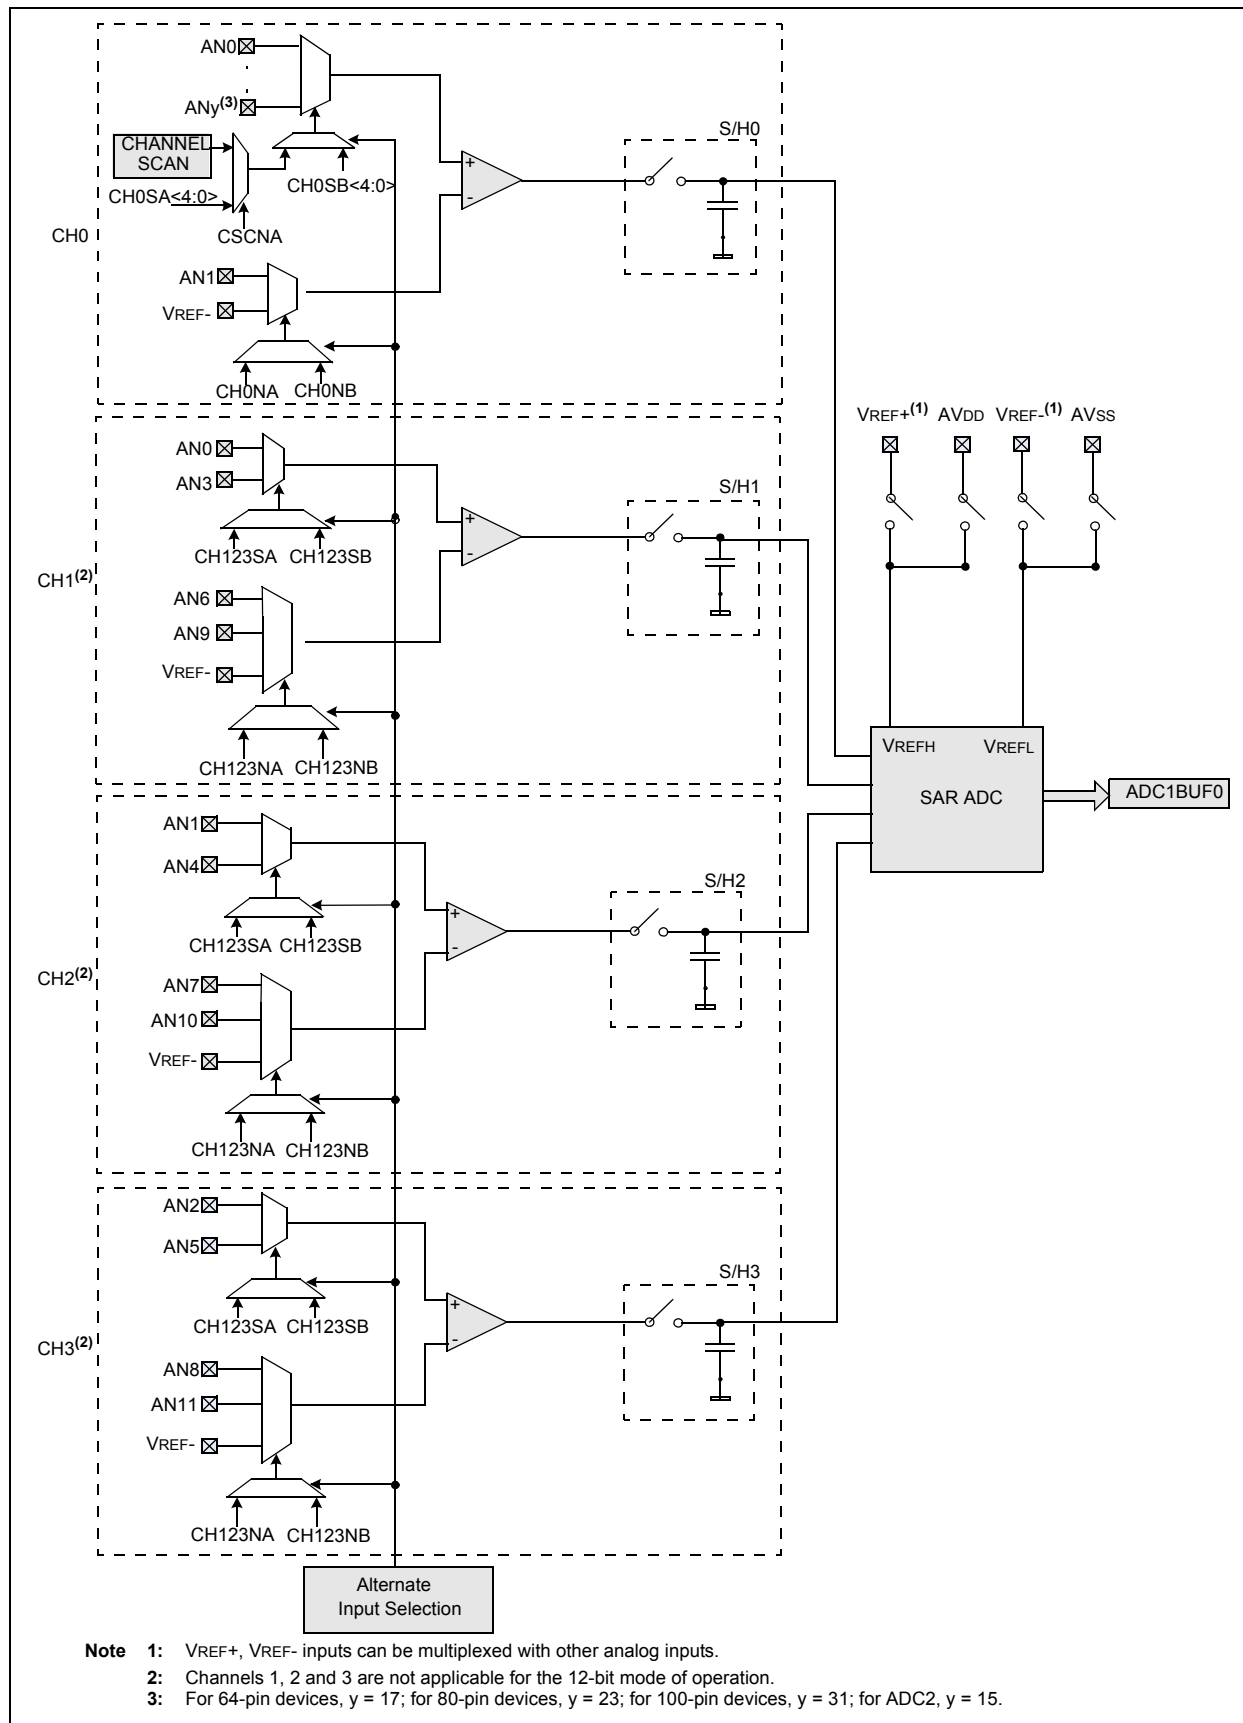 AN0
ANy(3)
CHANNEL
SCAN
CH0SA<4:0>
CH0SB<4:0>
CSCNA
CH0
+
-
S/H0
AN1
VREF-
CH0NA CH0NB
AN0
AN3
CH123SA CH123SB
CH1(2)
+
-
S/H1
AN6
AN9
VREF-
CH123NA CH123NB
VREF+(1) AVDD VREF-(1) AVSS
VREFH VREFL
SAR ADC
ADC1BUF0
AN1
AN4
CH123SA CH123SB
CH2(2)
+
-
S/H2
AN7
AN10
VREF-
CH123NA CH123NB
AN2
AN5
CH123SA CH123SB
CH3(2)
+
-
S/H3
AN8
AN11
VREF-
CH123NA CH123NB
Alternate
Input Selection
Note 1: VREF+, VREF- inputs can be multiplexed with other analog inputs.
2: Channels 1, 2 and 3 are not applicable for the 12-bit mode of operation.
3: For 64-pin devices, y = 17; for 80-pin devices, y = 23; for 100-pin devices, y = 31; for ADC2, y = 15.